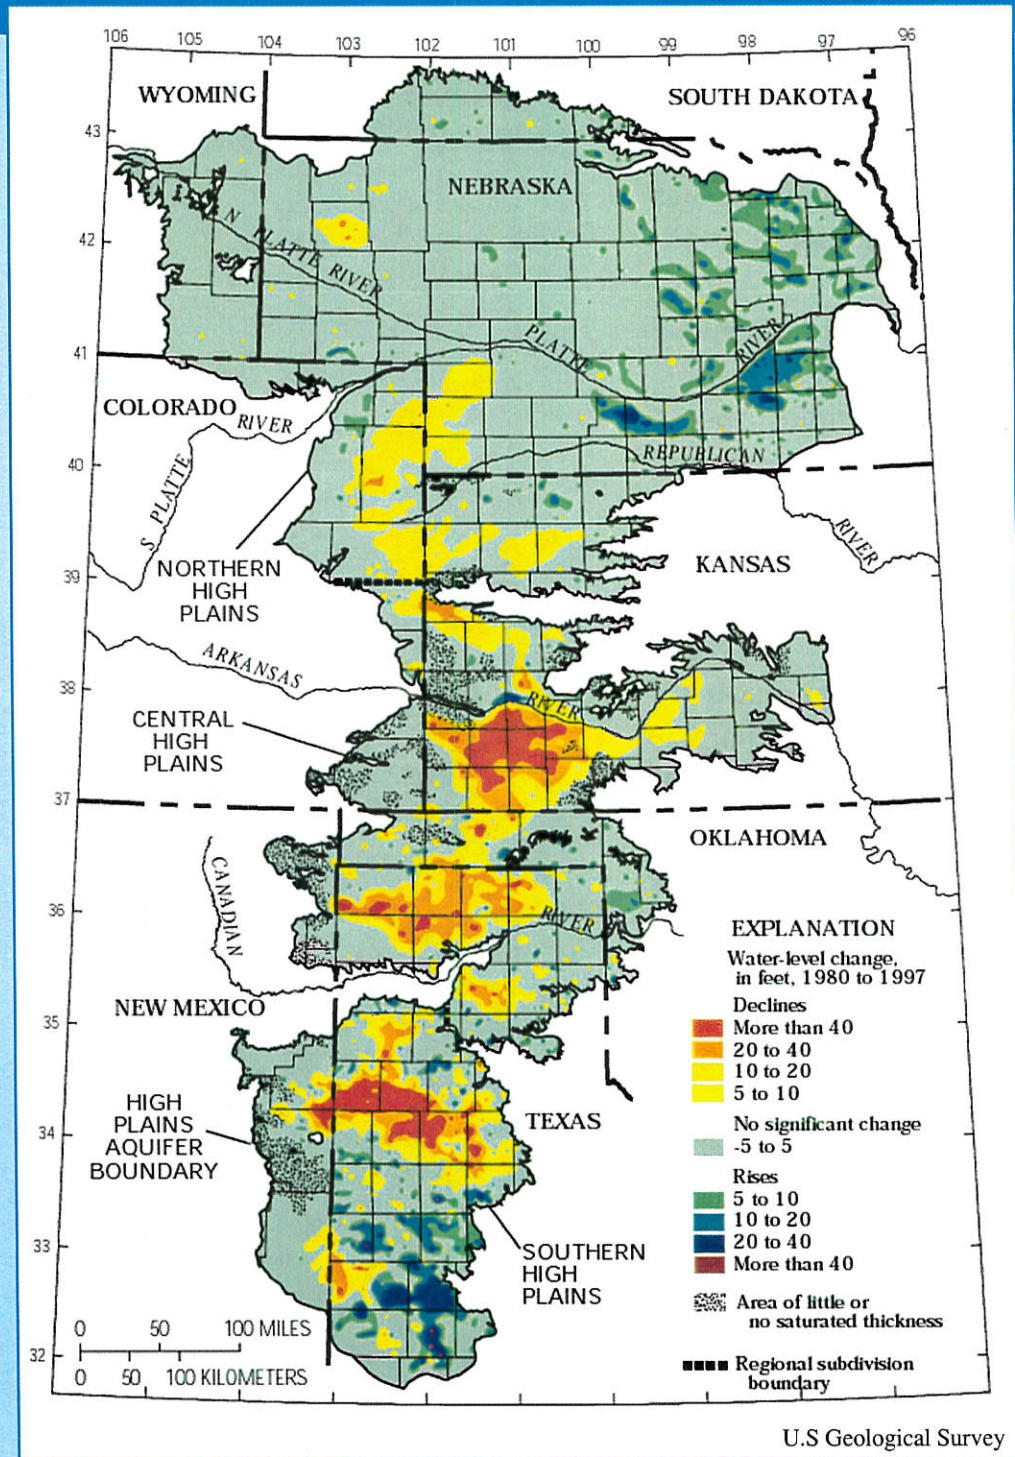 106 105 104 103 102 101 100 99 98 97 96
WYOMING
SOUTH DAKOTA
43
NEBRASKA
N PLATTE RIVER
42
PLATTE RIVER
41
COLORADO
RIVER
S. PLATTE
REPUBLICAN
40
RIVER
KANSAS
39
NORTHERN
HIGH
PLAINS
ARKANSAS
38
RIVER
CENTRAL
HIGH
PLAINS
37
OKLAHOMA
CANADIAN
36
RIVER
NEW MEXICO
35
HIGH
PLAINS
AQUIFER
BOUNDARY
34
TEXAS
33
SOUTHERN
HIGH
PLAINS
32
0 50 100 MILES
0 50 100 KILOMETERS
EXPLANATION
Water-level change,
in feet, 1980 to 1997
Declines
More than 40
20 to 40
10 to 20
5 to 10
No significant change
-5 to 5
Rises
5 to 10
10 to 20
20 to 40
More than 40
Area of little or
no saturated thickness
Regional subdivision
boundary
U.S Geological Survey